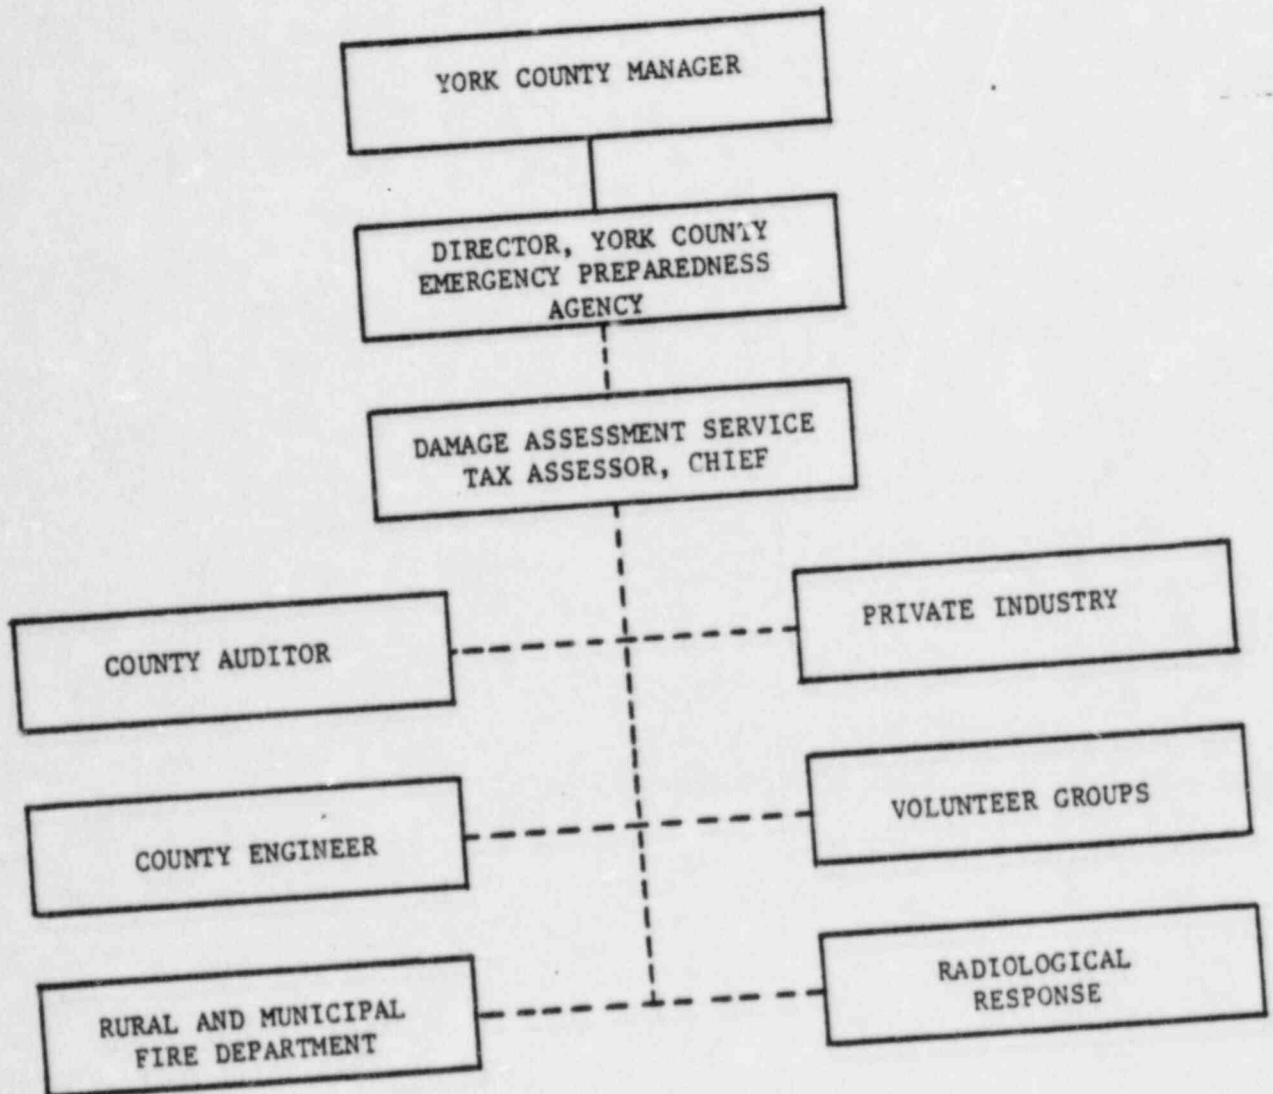 YORK COUNTY MANAGER
DIRECTOR, YORK COUNTY
EMERGENCY PREPAREDNESS
AGENCY
DAMAGE ASSESSMENT SERVICE
TAX ASSESSOR, CHIEF
COUNTY AUDITOR
PRIVATE INDUSTRY
COUNTY ENGINEER
VOLUNTEER GROUPS
RURAL AND MUNICIPAL
FIRE DEPARTMENT
RADIOLOGICAL
RESPONSE